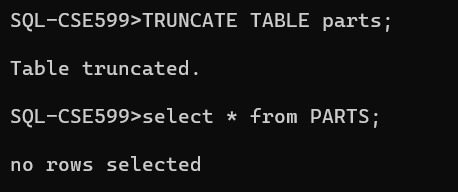 SQL-CSE599>TRUNCATE TABLE parts;
Table truncated.
SQL-CSE599>select * from PARTS;
no rows selected